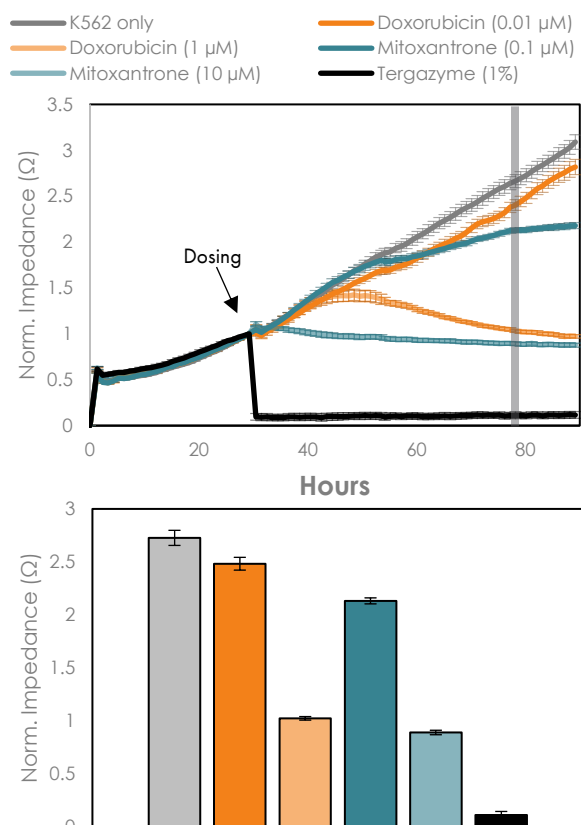 K562 only
Doxorubicin (0.01 µM)
Doxorubicin (1 µM)
Mitoxantrone (0.1 µM)
Mitoxantrone (10 µM)
Tergazyme (1%)
3.5
3
2.5
2
1.5
1
0.5
0
Norm. Impedance (Ω)
Dosing
0
20
40
60
80
Hours
3
2.5
2
1.5
1
0.5
0
Norm. Impedance (Ω)